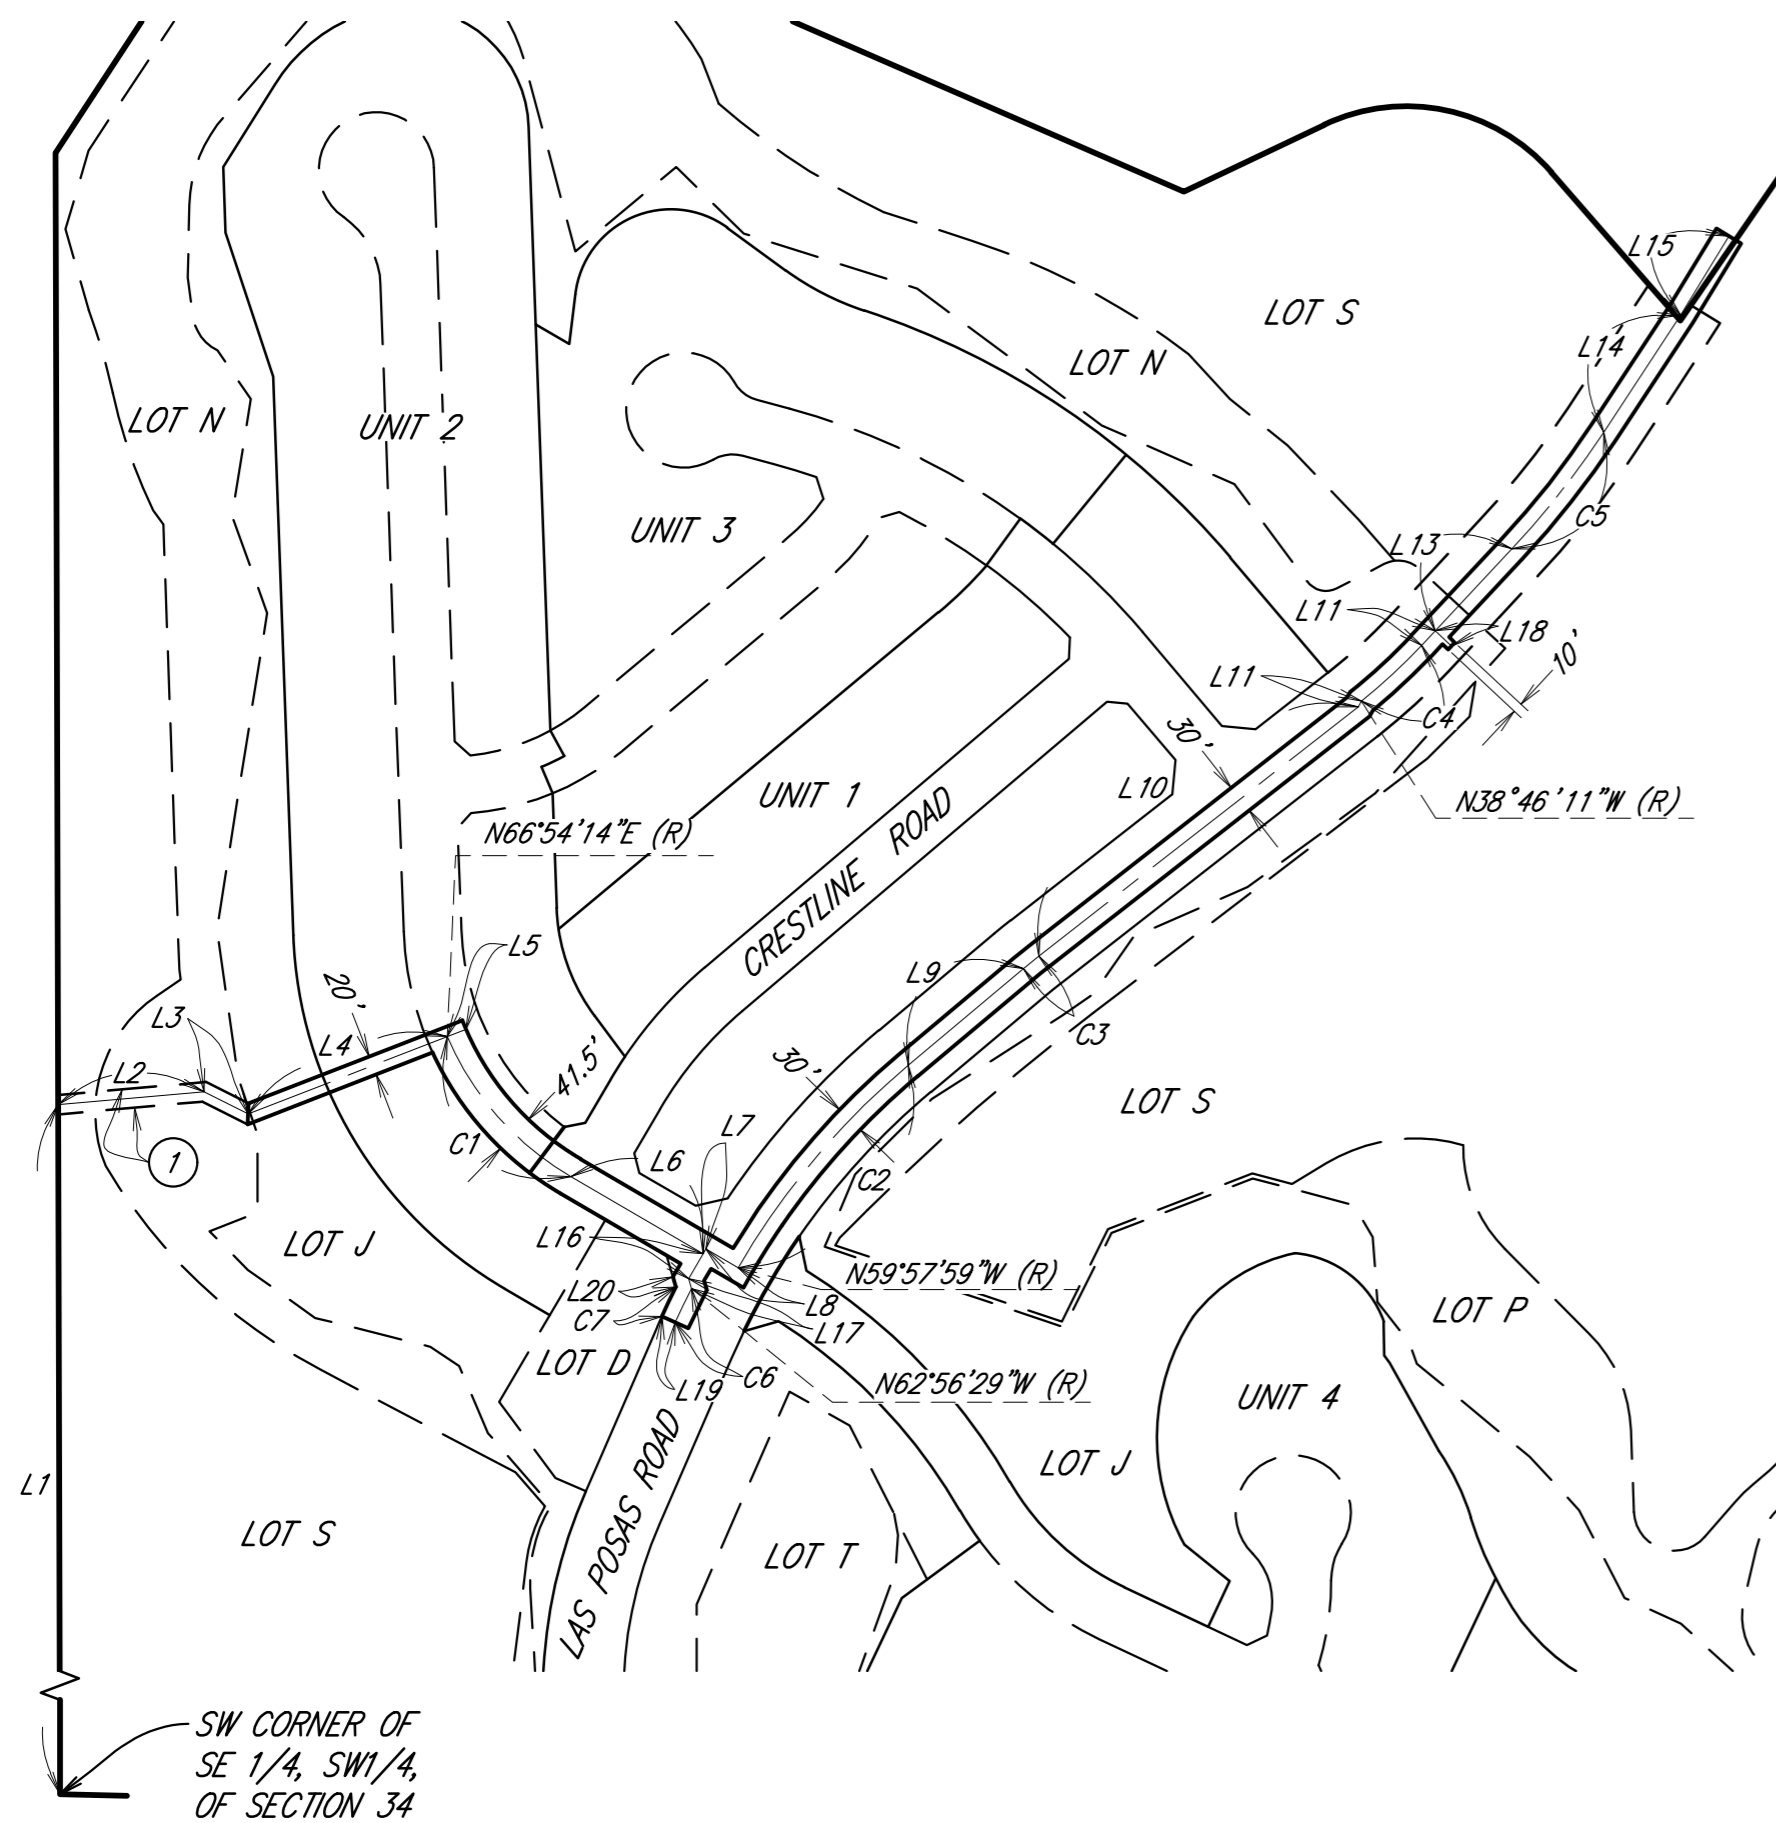 L15
LOT S
L14
LOT N
LOT N
UNIT 2
UNIT 3
C5
L13
L11
L18
10'
L11
C4
30'
L10
UNIT 1
N38°46'11"W (R)
N66°54'14"E (R)
CRESTLINE ROAD
L5
20'
L9
L3
L4
C3
L2
41.5'
30'
LOT S
L7
C1
L6
1
C2
L16
LOT J
N59°57'59"W (R)
L20
L8
C7
L17
LOT P
LOT D
L19
C6
N62°56'29"W (R)
UNIT 4
LOT J
LAS POSAS ROAD
L1
LOT S
LOT T
SW CORNER OF
SE 1/4, SW1/4,
OF SECTION 34